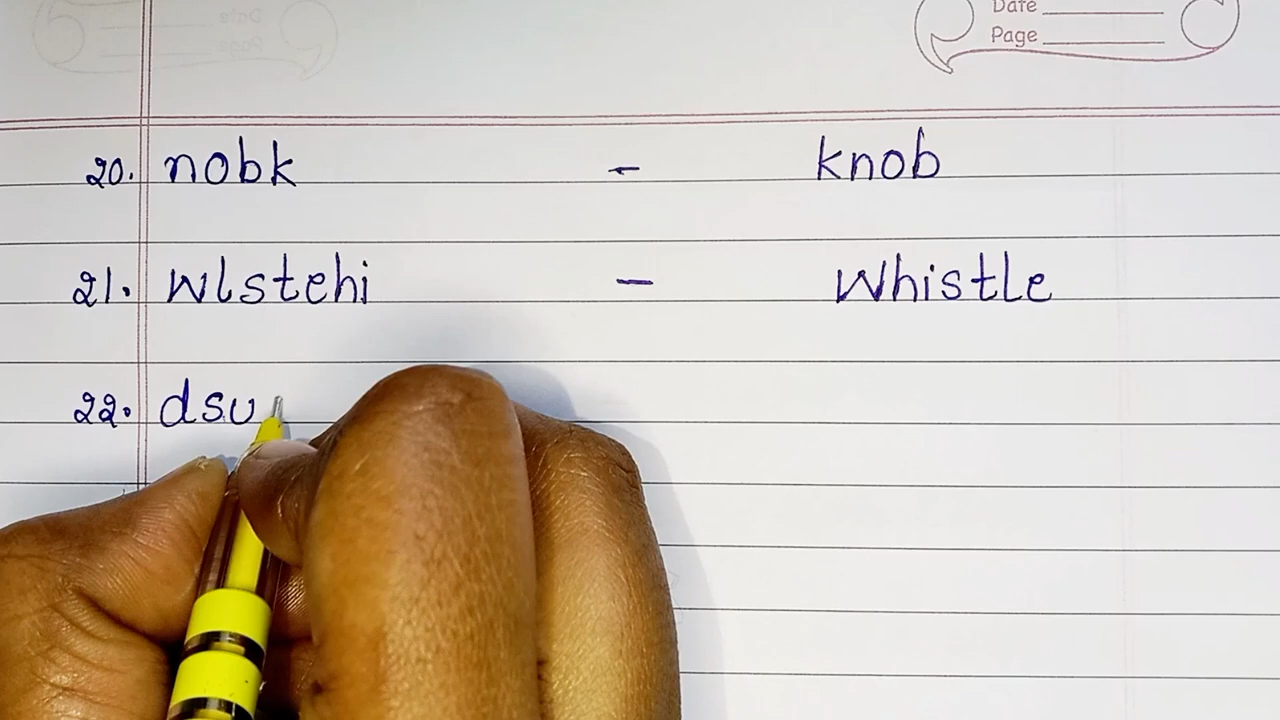 Date
Page
20. nobk - knob
21. wlstehi - Whistle
22. dsu